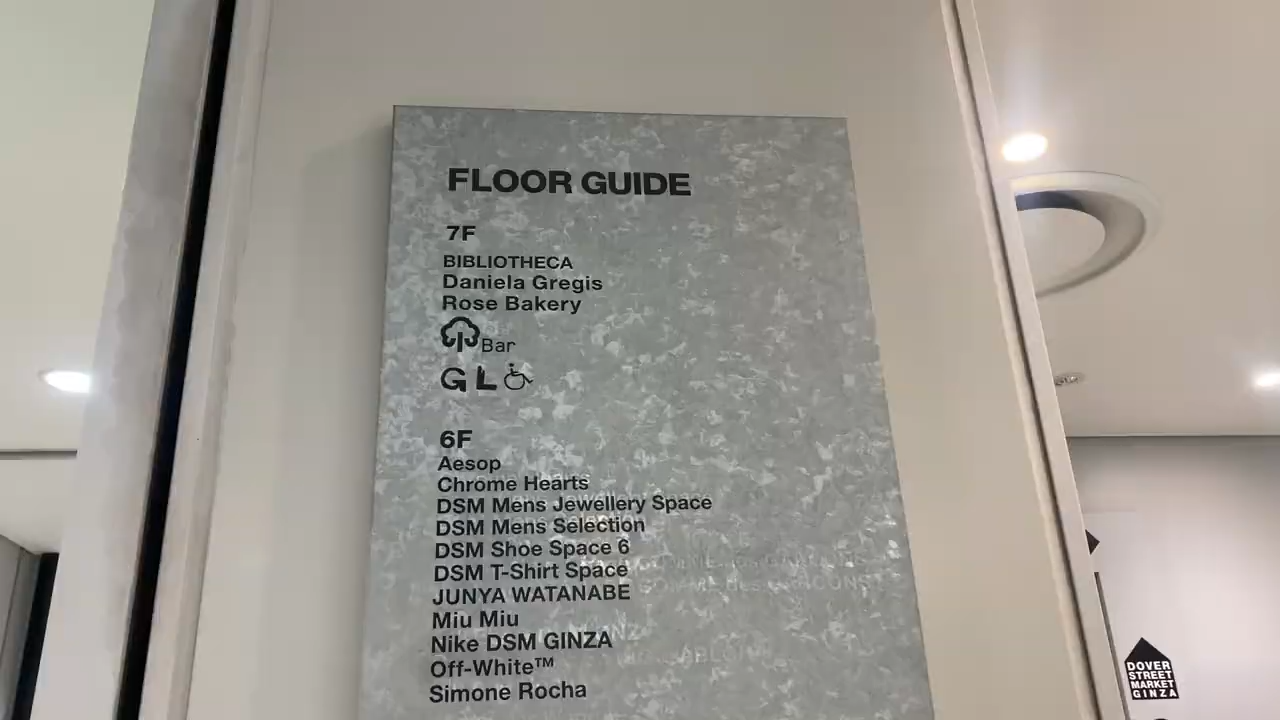 FLOOR GUIDE
7F
BIBLIOTHECA
Daniela Gregis
Rose Bakery
Bar
G L
6F
Aesop
Chrome Hearts
DSM Mens Jewellery Space
DSM Mens Selection
DSM Shoe Space 6
DSM T-Shirt Space
JUNYA WATANABE
Miu Miu
Nike DSM GINZA
Off-White™
Simone Rocha
DOVER
STREET
MARKET
GINZA